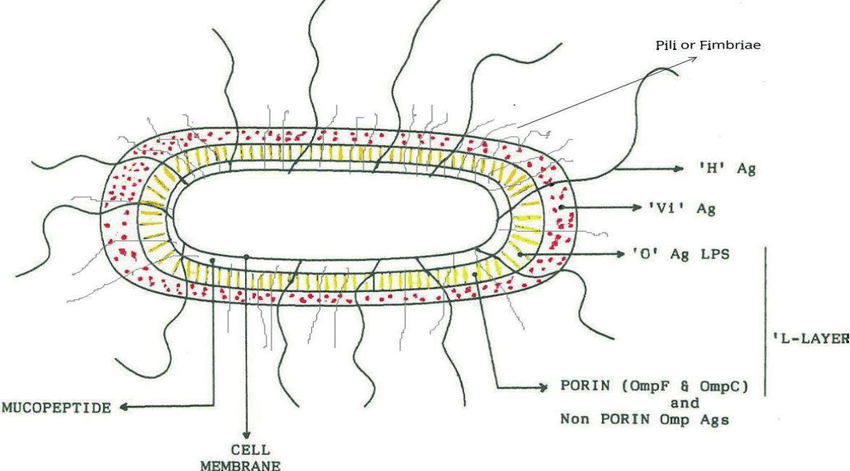 Pili or Fimbriae
'H' Ag
'Vi' Ag
'O' Ag LPS
'L-LAYER
PORIN (OmpF & OmpC)
and
Non PORIN Omp Ags
MUCOPEPTIDE
CELL
MEMBRANE